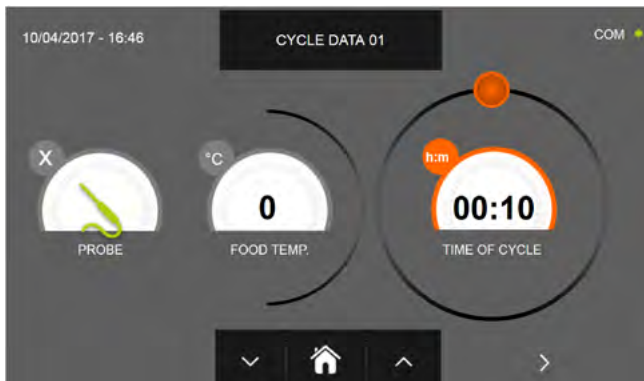 10/04/2017 - 16:46
CYCLE DATA 01
COM
X
°C
h:m
0
00:10
PROBE
FOOD TEMP.
TIME OF CYCLE